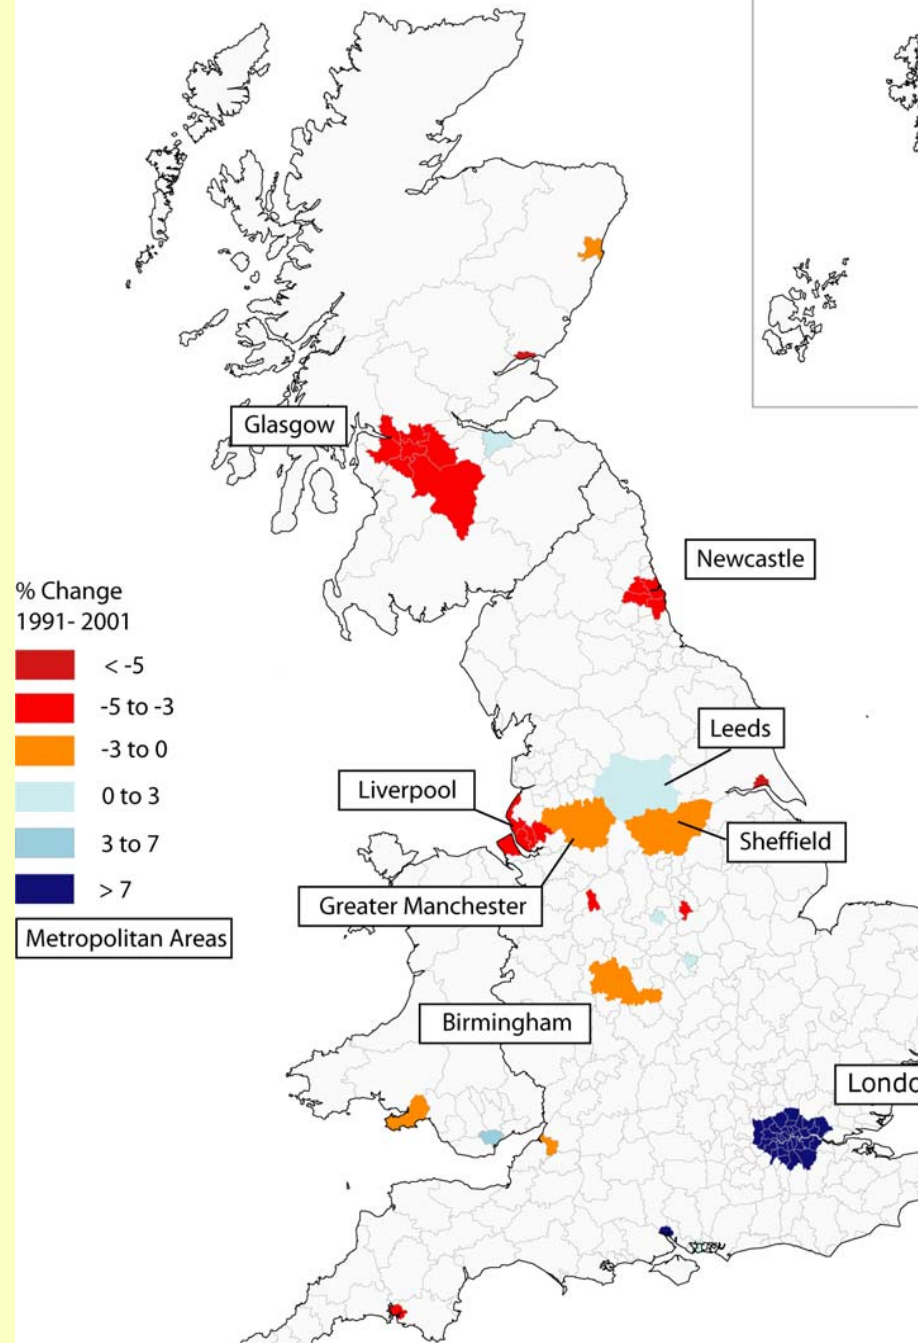 Glasgow
Newcastle
% Change
1991- 2001
< -5
-5 to -3
-3 to 0
0 to 3
3 to 7
> 7
Metropolitan Areas
Leeds
Liverpool
Sheffield
Greater Manchester
Birmingham
Londo